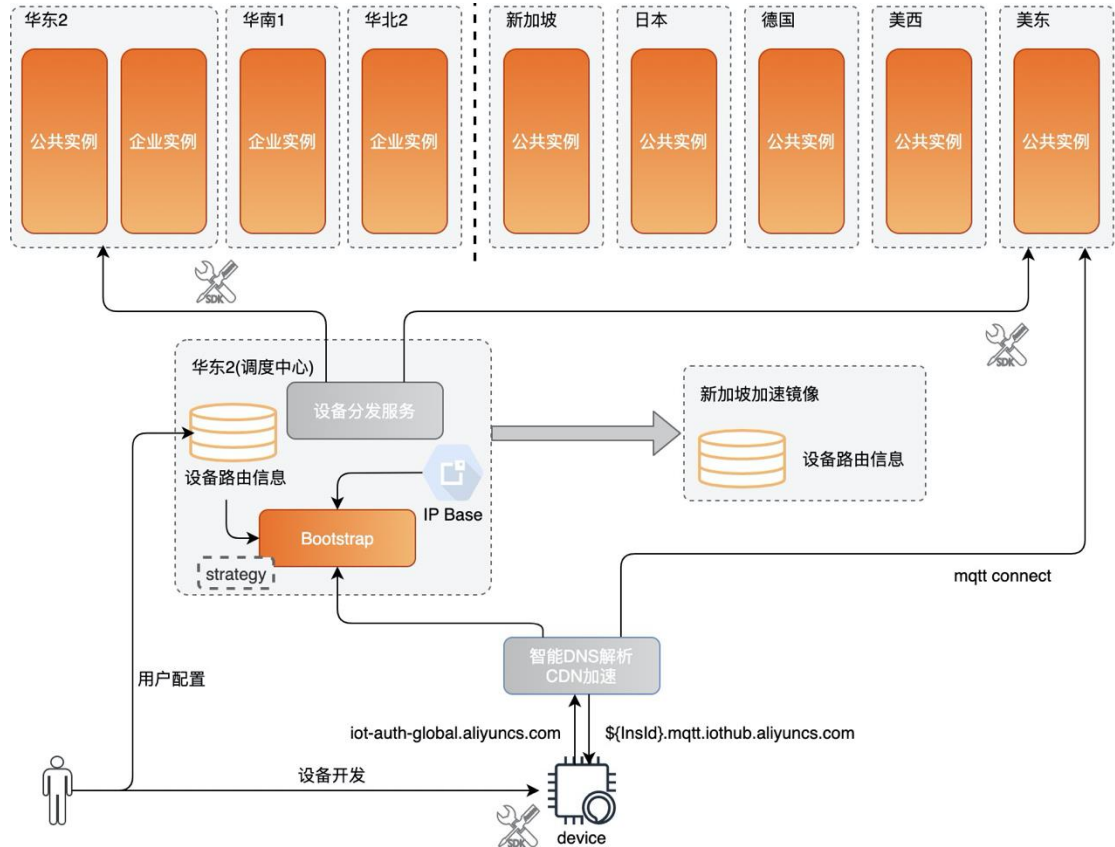 华东2
华南1
华北2
新加坡
日本
德国
美西
美东
公共实例
企业实例
企业实例
企业实例
公共实例
公共实例
公共实例
公共实例
公共实例
SDK
SDK
华东2(调度中心)
设备分发服务
新加坡加速镜像
设备路由信息
设备路由信息
IP Base
Bootstrap
strategy
mqtt connect
智能DNS解析
CDN加速
用户配置
iot-auth-global.aliyuncs.com
${InsId}.mqtt.iothub.aliyuncs.com
设备开发
SDK
device